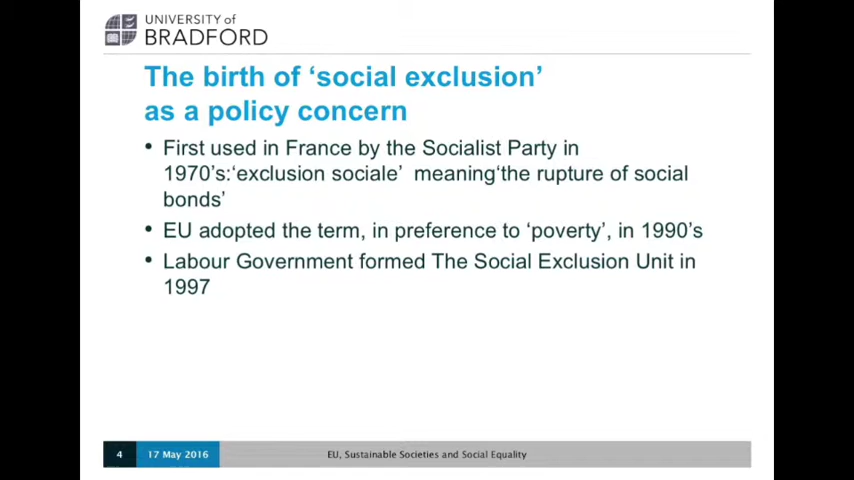 UNIVERSITY of
BRADFORD
The birth of ‘social exclusion’
as a policy concern
• First used in France by the Socialist Party in
1970’s:‘exclusion sociale’ meaning‘the rupture of social
bonds’
• EU adopted the term, in preference to ‘poverty’, in 1990’s
• Labour Government formed The Social Exclusion Unit in
1997
4 17 May 2016 EU, Sustainable Societies and Social Equality